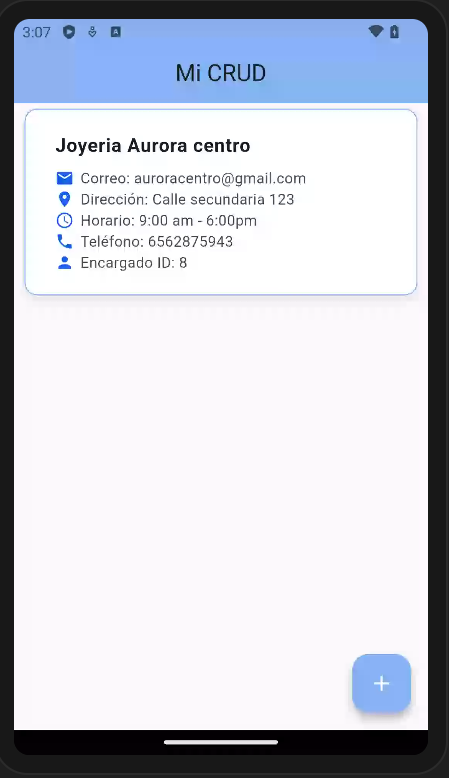 3:07
Mi CRUD
Joyeria Aurora centro
Correo: auroracentro@gmail.com
Dirección: Calle secundaria 123
Horario: 9:00 am - 6:00pm
Teléfono: 6562875943
Encargado ID: 8